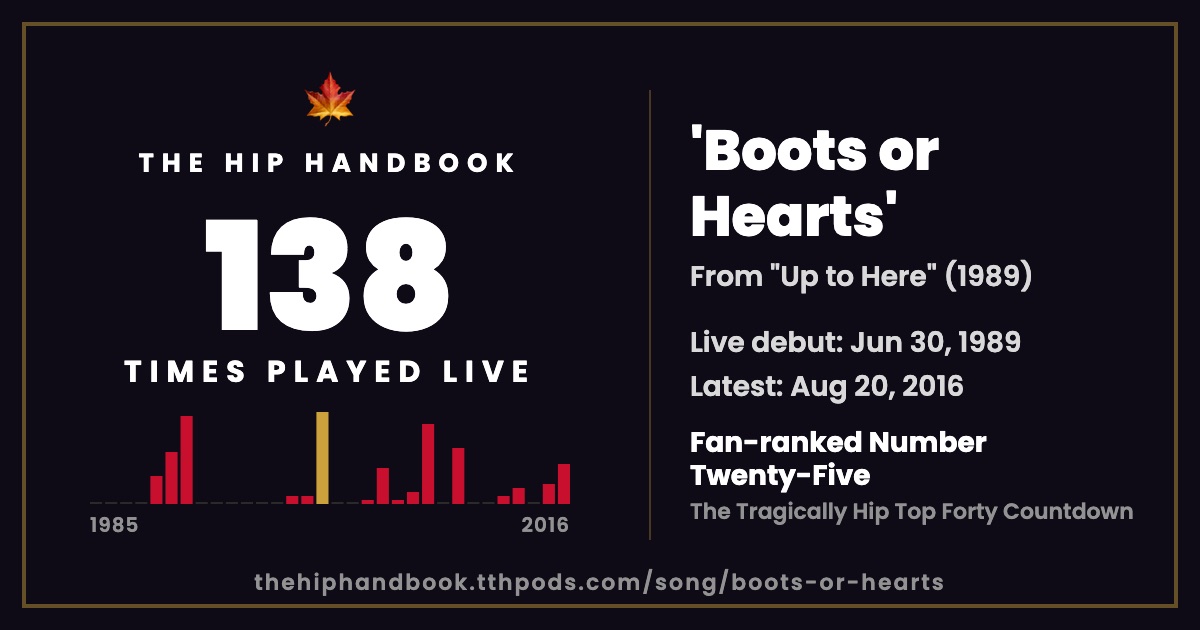 THE HIP HANDBOOK
138
TIMES PLAYED LIVE
1985
2016
'Boots or
Hearts'
From "Up to Here" (1989)
Live debut: Jun 30, 1989
Latest: Aug 20, 2016
Fan-ranked Number
Twenty-Five
The Tragically Hip Top Forty Countdown
thehiphandbook.tthpods.com/song/boots-or-hearts